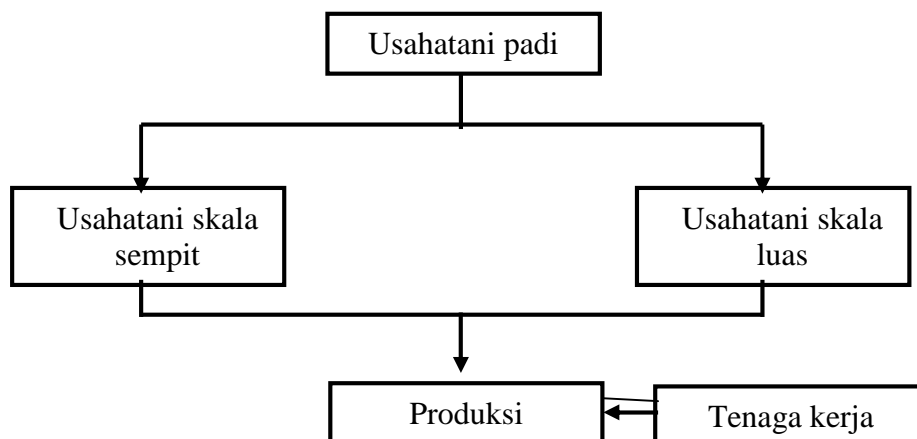 Usahatani padi
Usahatani skala
sempit
Usahatani skala
luas
Produksi
Tenaga kerja